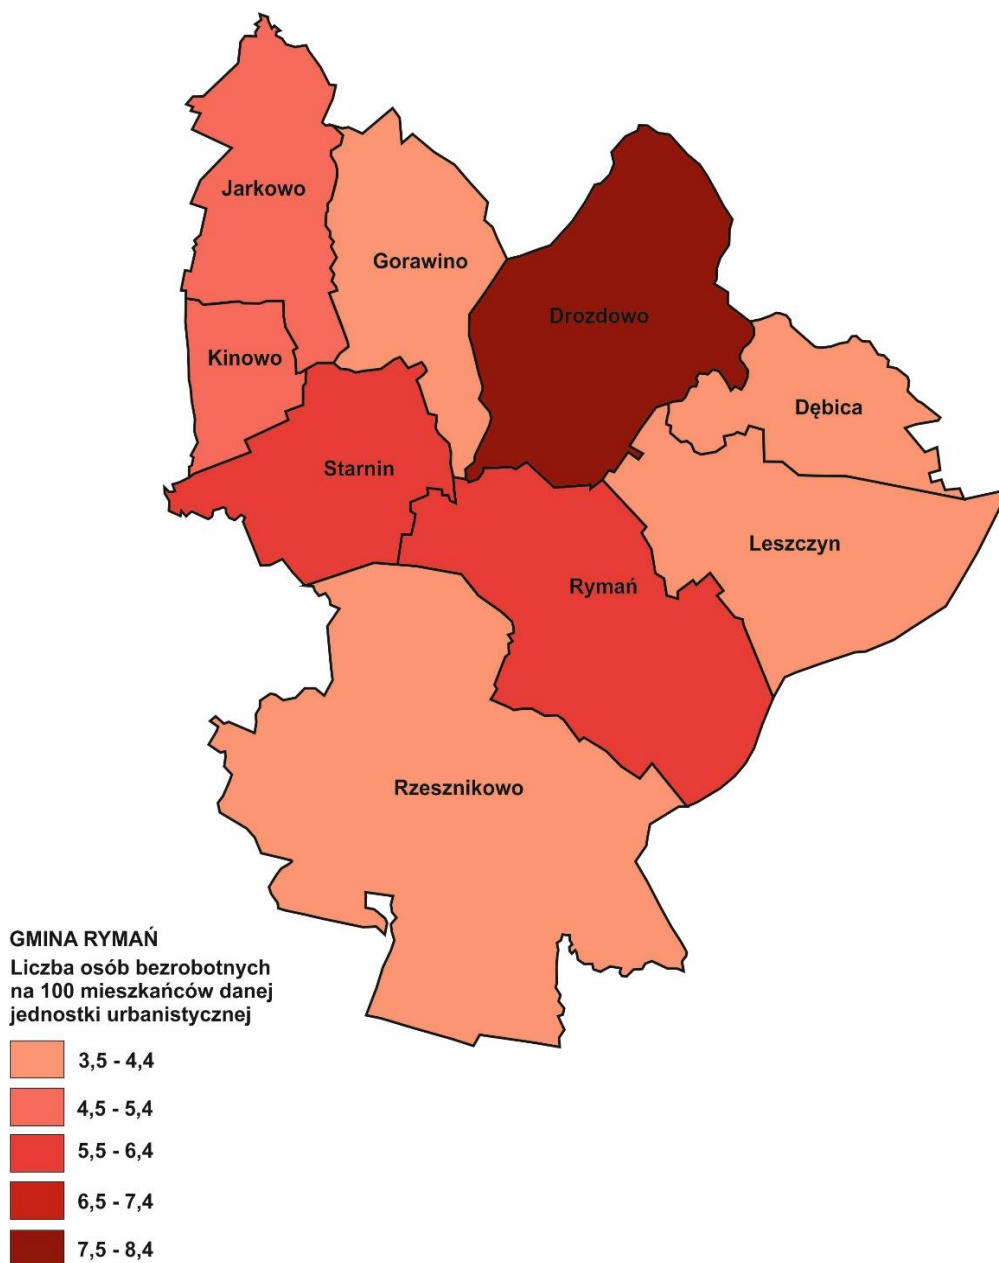 Jarkowo
Gorawino
Drozdowo
Kinowo
Dębica
Starnin
Leszczyn
Rymań
Rzesznikowo
GMINA RYMAŃ
Liczba osób bezrobotnych
na 100 mieszkańców danej
jednostki urbanistycznej
3,5 - 4,4
4,5 - 5,4
5,5 - 6,4
6,5 - 7,4
7,5 - 8,4